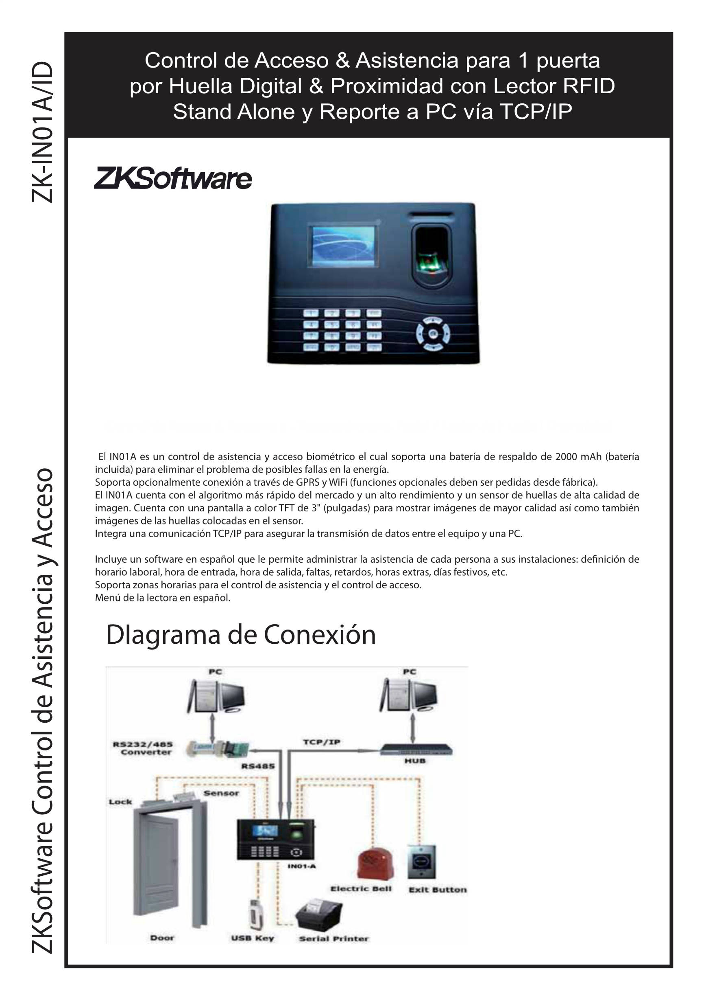 ZK-IN01A/ID
ZKSoftware Control de Asistencia y Acceso
Control de Acceso & Asistencia para 1 puerta
por Huella Digital & Proximidad con Lector RFID
Stand Alone y Reporte a PC vía TCP/IP
ZKSoftware
1 2 3
4 5 6
7 8 9
0
OK
El IN01A es un control de asistencia y acceso biométrico el cual soporta una batería de respaldo de 2000 mAh (batería
incluida) para eliminar el problema de posibles fallas en la energía.
Soporta opcionalmente conexión a través de GPRS y WiFi (funciones opcionales deben ser pedidas desde fábrica).
El IN01A cuenta con el algoritmo más rápido del mercado y un alto rendimiento y un sensor de huellas de alta calidad de
imagen. Cuenta con una pantalla a color TFT de 3" (pulgadas) para mostrar imágenes de mayor calidad así como también
imágenes de las huellas colocadas en el sensor.
Integra una comunicación TCP/IP para asegurar la transmisión de datos entre el equipo y una PC.
Incluye un software en español que le permite administrar la asistencia de cada persona a sus instalaciones: definición de
horario laboral, hora de entrada, hora de salida, faltas, retardos, horas extras, días festivos, etc.
Soporta zonas horarias para el control de asistencia y el control de acceso.
Menú de la lectora en español.
DIagrama de Conexión
PC
PC
RS232/485
Converter
TCP/IP
RS485
HUB
Sensor
Lock
IN01-A
Electric Bell
Exit Button
Door
USB Key
Serial Printer